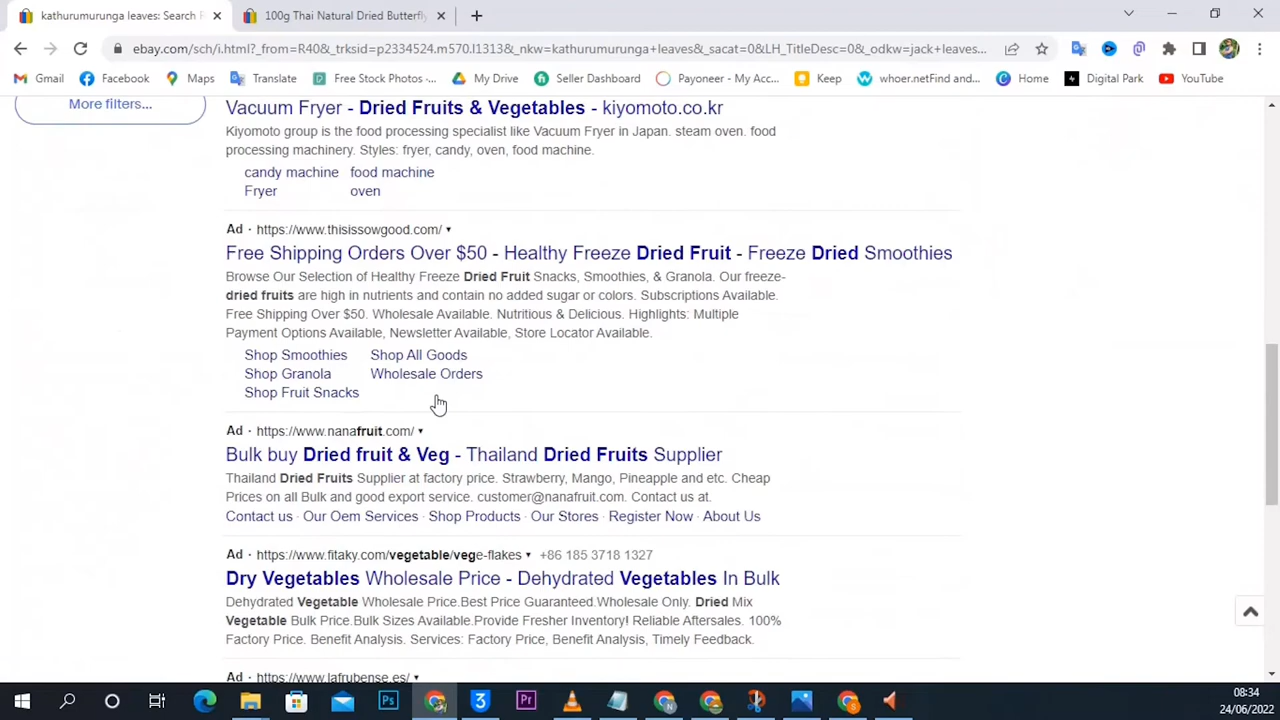 kathurumurunga leaves: Search R
100g Thai Natural Dried Butterfly
ebay.com/sch/i.html?_from=R40&_trksid=p2334524.m570.l1313&_nkw=kathurumurunga+leaves&_sacat=0&LH_TitleDesc=0&_odkw=jack+leaves...
Gmail Facebook Maps Translate Free Stock Photos -... My Drive Seller Dashboard Payoneer - My Acc... Keep whoer.netFind and... Home Digital Park YouTube
More filters...
Vacuum Fryer - Dried Fruits & Vegetables - kiyomoto.co.kr
Kiyomoto group is the food processing specialist like Vacuum Fryer in Japan. steam oven. food
processing machinery. Styles: fryer, candy, oven, food machine.
candy machine food machine
Fryer oven
Ad · https://www.thisissowgood.com/
Free Shipping Orders Over $50 - Healthy Freeze Dried Fruit - Freeze Dried Smoothies
Browse Our Selection of Healthy Freeze Dried Fruit Snacks, Smoothies, & Granola. Our freeze-
dried fruits are high in nutrients and contain no added sugar or colors. Subscriptions Available.
Free Shipping Over $50. Wholesale Available. Nutritious & Delicious. Highlights: Multiple
Payment Options Available, Newsletter Available, Store Locator Available.
Shop Smoothies Shop All Goods
Shop Granola Wholesale Orders
Shop Fruit Snacks
Ad · https://www.nanafruit.com/
Bulk buy Dried fruit & Veg - Thailand Dried Fruits Supplier
Thailand Dried Fruits Supplier at factory price. Strawberry, Mango, Pineapple and etc. Cheap
Prices on all Bulk and good export service. customer@nanafruit.com. Contact us at.
Contact us · Our Oem Services · Shop Products · Our Stores · Register Now · About Us
Ad · https://www.fitaky.com/vegetable/vege-flakes +86 185 3718 1327
Dry Vegetables Wholesale Price - Dehydrated Vegetables In Bulk
Dehydrated Vegetable Wholesale Price.Best Price Guaranteed.Wholesale Only. Dried Mix
Vegetable Bulk Price.Bulk Sizes Available.Provide Fresher Inventory! Reliable Aftersales. 100%
Factory Price. Benefit Analysis. Services: Factory Price, Benefit Analysis, Timely Feedback.
Ad · https://www.lafrubense.es/
08:34
24/06/2022